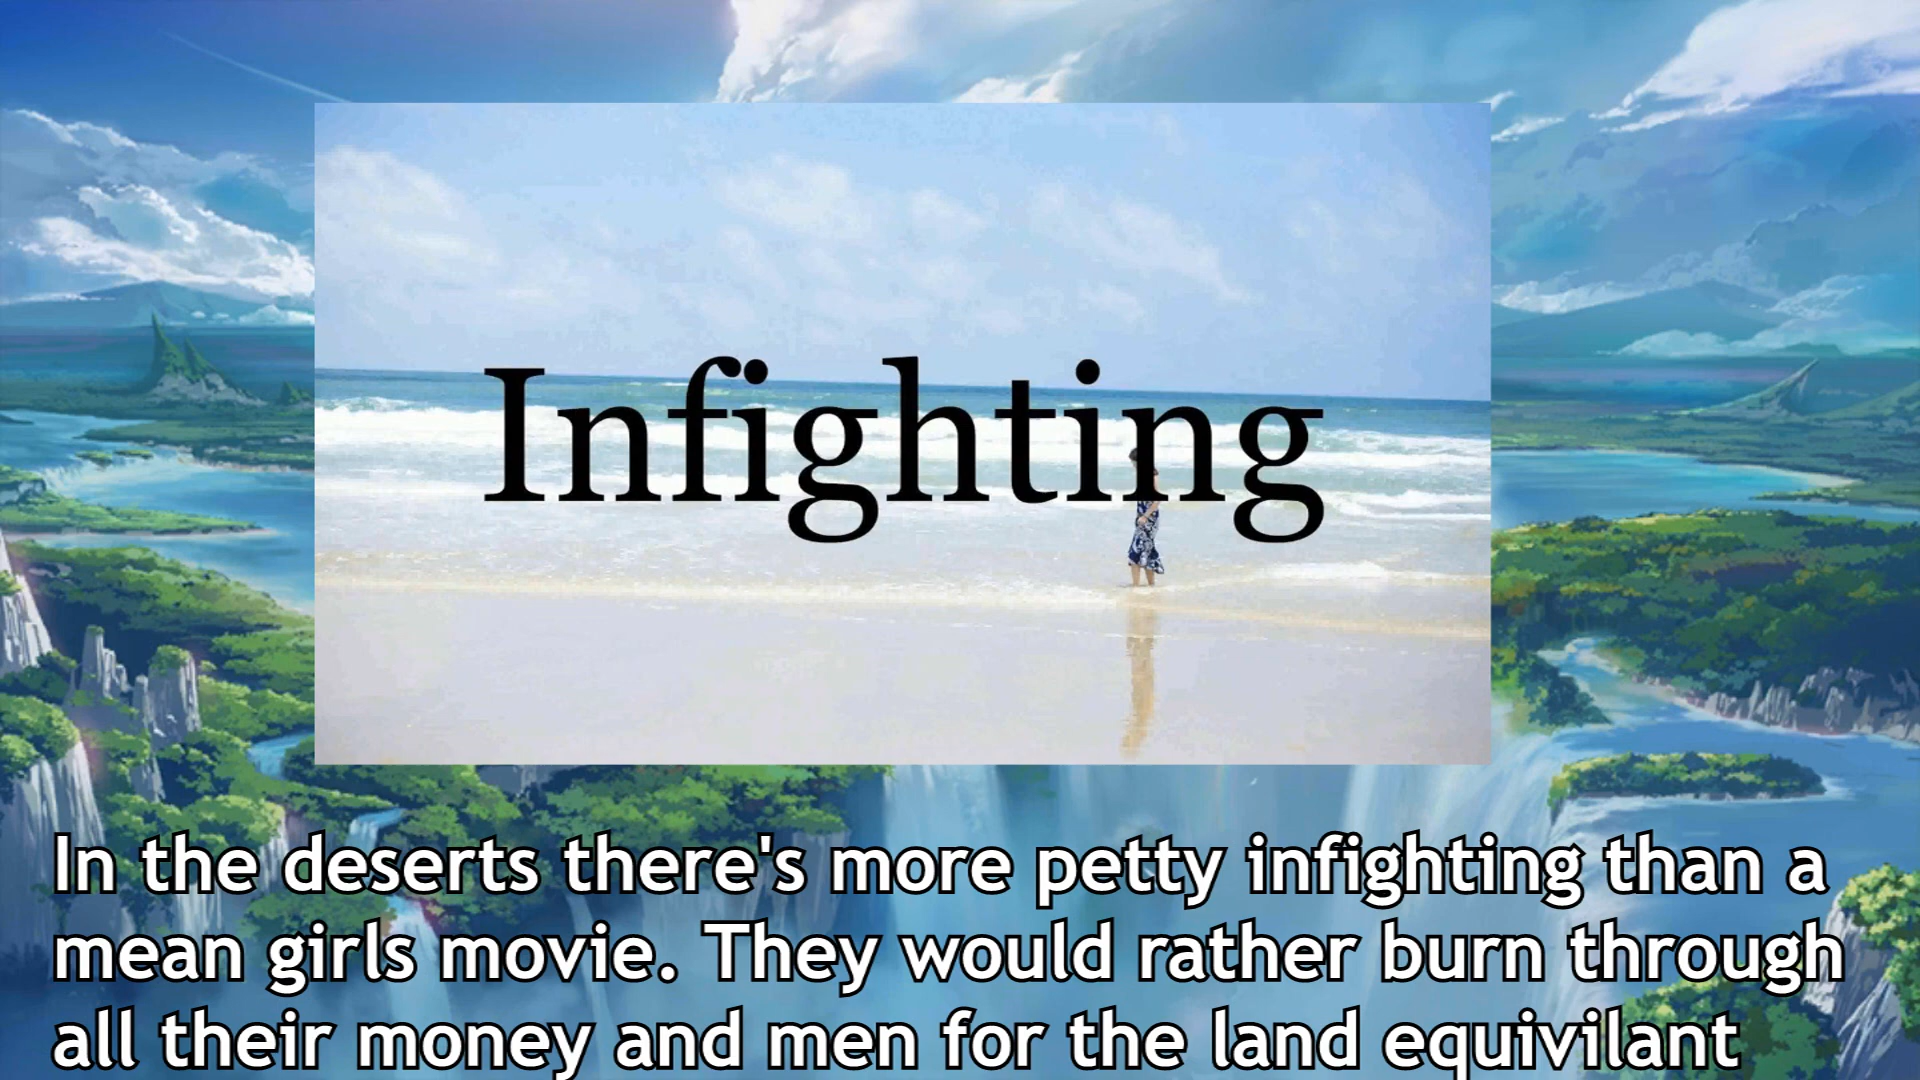 Infighting
In the deserts there's more petty infighting than a
mean girls movie. They would rather burn through
all their money and men for the land equivilant